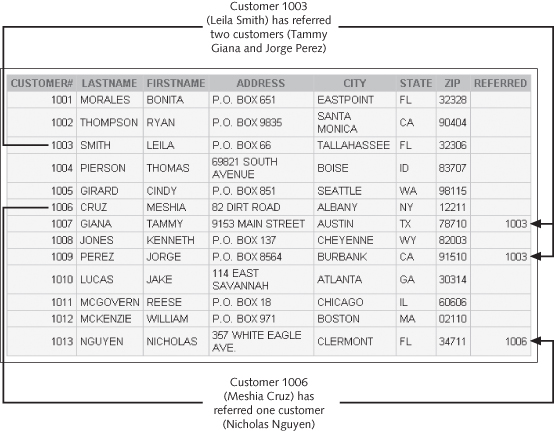 Customer 1003
(Leila Smith) has referred
two customers (Tammy
Giana and Jorge Perez)
CUSTOMER# LASTNAME FIRSTNAME ADDRESS CITY STATE ZIP REFERRED
1001 MORALES BONITA P.O. BOX 651 EASTPOINT FL 32328
1002 THOMPSON RYAN P.O. BOX 9835 SANTA MONICA CA 90404
1003 SMITH LEILA P.O. BOX 66 TALLAHASSEE FL 32306
1004 PIERSON THOMAS 69821 SOUTH AVENUE BOISE ID 83707
1005 GIRARD CINDY P.O. BOX 851 SEATTLE WA 98115
1006 CRUZ MESHIA 82 DIRT ROAD ALBANY NY 12211
1007 GIANA TAMMY 9153 MAIN STREET AUSTIN TX 78710 1003
1008 JONES KENNETH P.O. BOX 137 CHEYENNE WY 82003
1009 PEREZ JORGE P.O. BOX 8564 BURBANK CA 91510 1003
1010 LUCAS JAKE 114 EAST SAVANNAH ATLANTA GA 30314
1011 MCGOVERN REESE P.O. BOX 18 CHICAGO IL 60606
1012 MCKENZIE WILLIAM P.O. BOX 971 BOSTON MA 02110
1013 NGUYEN NICHOLAS 357 WHITE EAGLE AVE. CLERMONT FL 34711 1006
Customer 1006
(Meshia Cruz) has
referred one customer
(Nicholas Nguyen)